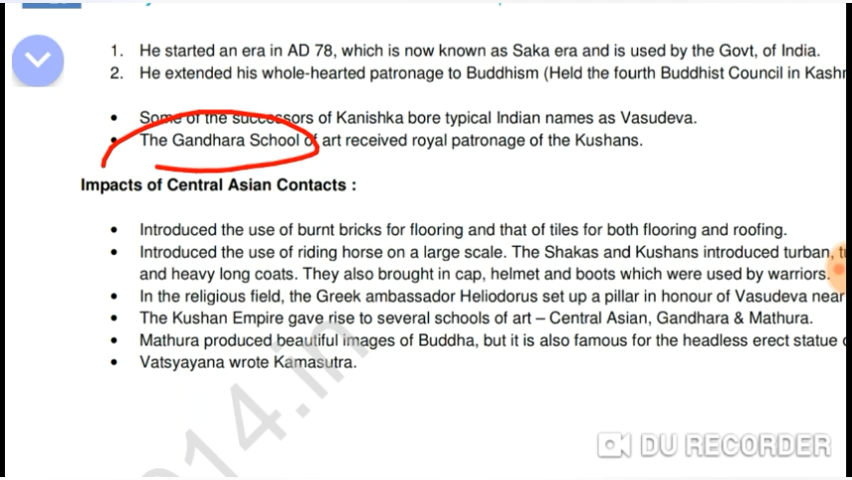 1. He started an era in AD 78, which is now known as Saka era and is used by the Govt, of India.
2. He extended his whole-hearted patronage to Buddhism (Held the fourth Buddhist Council in Kashm
• Some of the successors of Kanishka bore typical Indian names as Vasudeva.
• The Gandhara School of art received royal patronage of the Kushans.
Impacts of Central Asian Contacts :
• Introduced the use of burnt bricks for flooring and that of tiles for both flooring and roofing.
• Introduced the use of riding horse on a large scale. The Shakas and Kushans introduced turban,
and heavy long coats. They also brought in cap, helmet and boots which were used by warriors.
• In the religious field, the Greek ambassador Heliodorus set up a pillar in honour of Vasudeva near
• The Kushan Empire gave rise to several schools of art – Central Asian, Gandhara & Mathura.
• Mathura produced beautiful images of Buddha, but it is also famous for the headless erect statue
• Vatsyayana wrote Kamasutra.
014.in
DU RECORDER